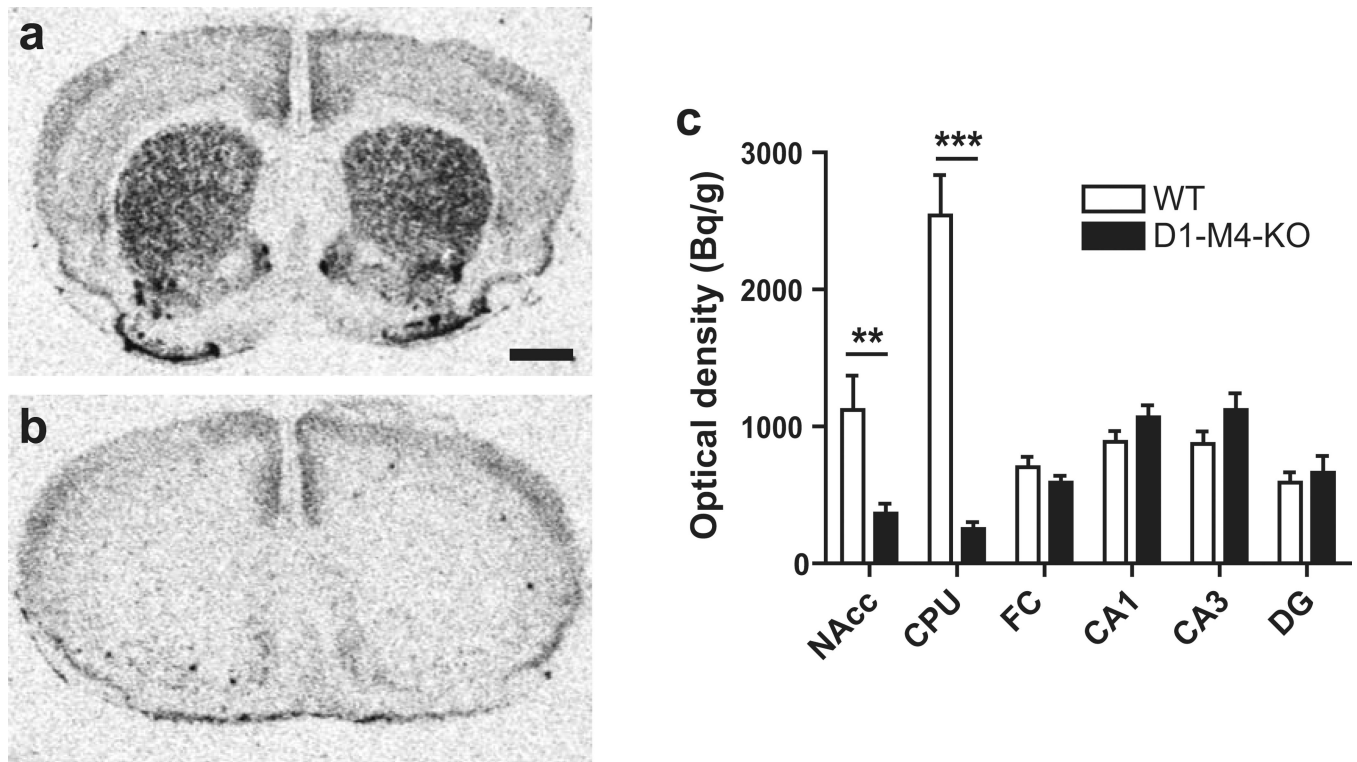 a
b
c
Optical density (Bq/g)
3000
2000
1000
0
**
***
WT
D1-M4-KO
NAcc
CPU
FC
CA1
CA3
DG